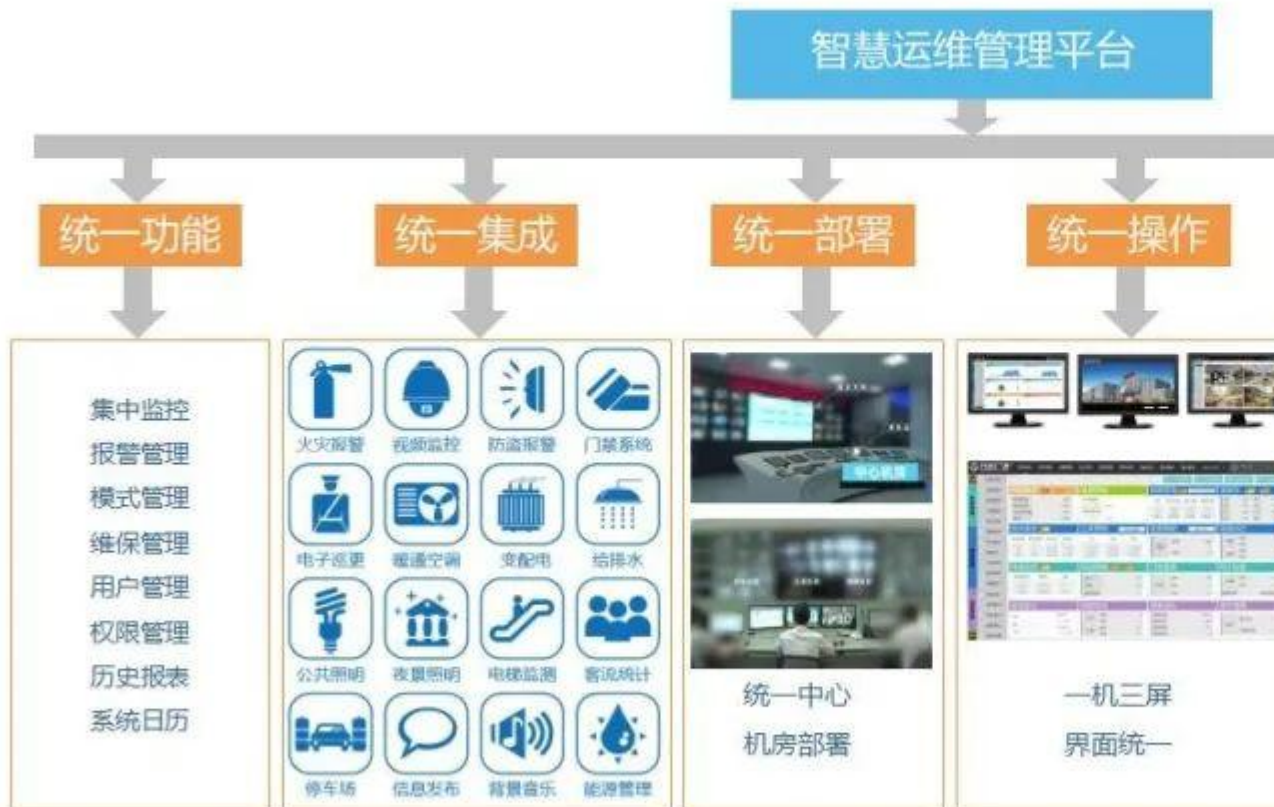 智慧运维管理平台
统一功能
统一集成
统一部署
统一操作
集中监控
报警管理
模式管理
维保管理
用户管理
权限管理
历史报表
系统日历
火灾报警
视频监控
防盗报警
门禁系统
电子巡更
暖通空调
变配电
给排水
公共照明
夜景照明
电梯监测
客流统计
停车场
信息发布
背景音乐
能源管理
中心机房
统一中心
机房部署
一机三屏
界面统一